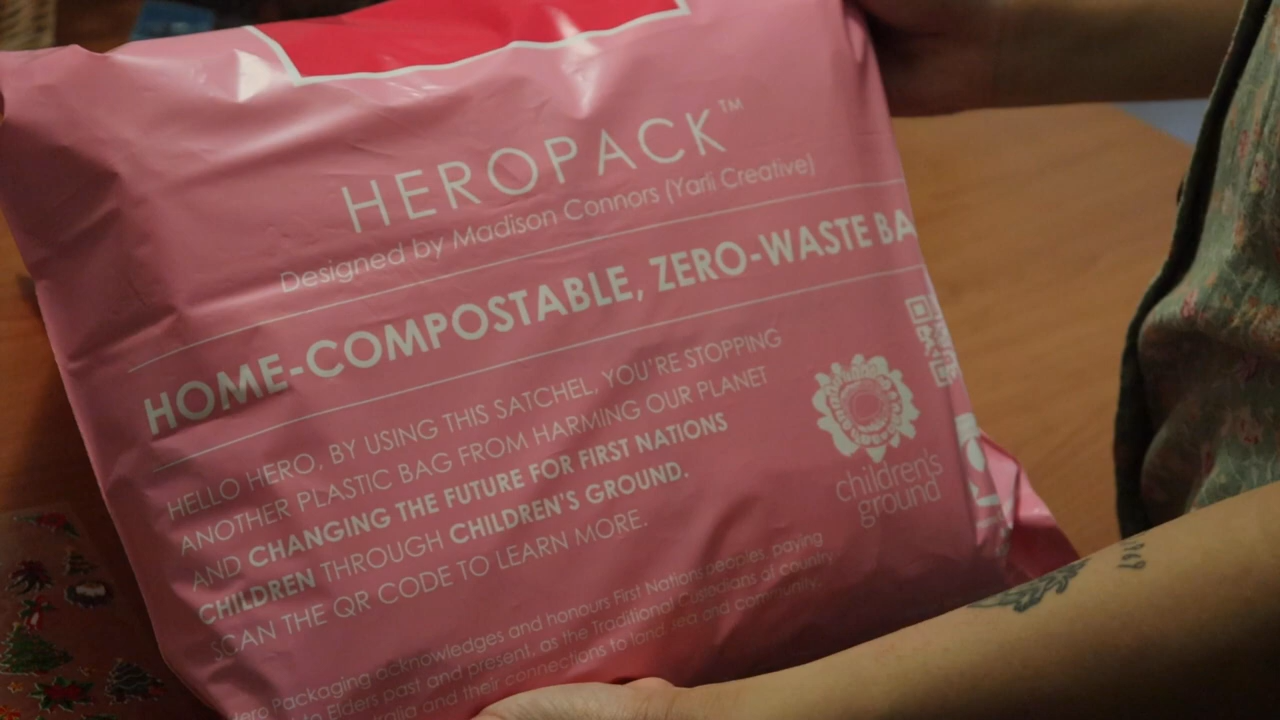 HEROPACK™
Designed by Madison Connors (Yarli Creative)
HOME-COMPOSTABLE, ZERO-WASTE BA
HELLO HERO, BY USING THIS SATCHEL, YOU'RE STOPPING
ANOTHER PLASTIC BAG FROM HARMING OUR PLANET
AND CHANGING THE FUTURE FOR FIRST NATIONS
CHILDREN THROUGH CHILDREN'S GROUND.
SCAN THE QR CODE TO LEARN MORE.
children's
ground
ero Packaging acknowledges and honours First Nations peoples, paying
to Elders past and present, as the Traditional Custodians of country
and their connections to land, sea and community.